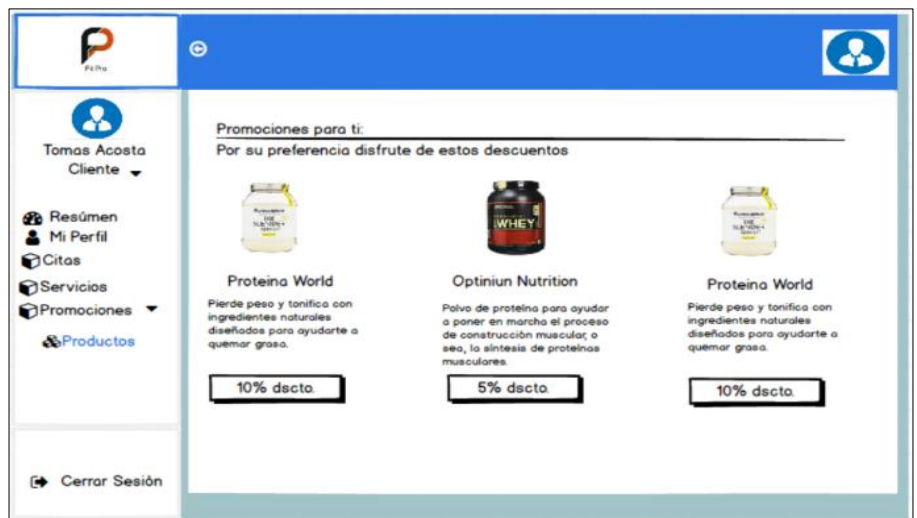 Fit Pro
Tomas Acosta
Cliente
Resúmen
Mi Perfil
Citas
Servicios
Promociones
Productos
Cerrar Sesión
Promociones para ti:
Por su preferencia disfrute de estos descuentos
Proteina World
Pierde peso y tonifica con
ingredientes naturales
diseñados para ayudarte a
quemar grasa.
10% dscto.
WHEY
Optiniun Nutrition
Polvo de proteína para ayudar
a poner en marcha el proceso
de construcción muscular, o
sea, la síntesis de proteínas
musculares.
5% dscto.
Proteina World
Pierde peso y tonifica con
ingredientes naturales
diseñados para ayudarte a
quemar grasa.
10% dscto.